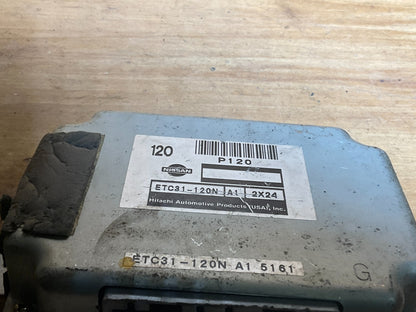 120
P120
NISSAN
ETC31-120N A1 2X24
Hitachi Automotive Products (USA), Inc.
ETC31-120N A1 5161
G